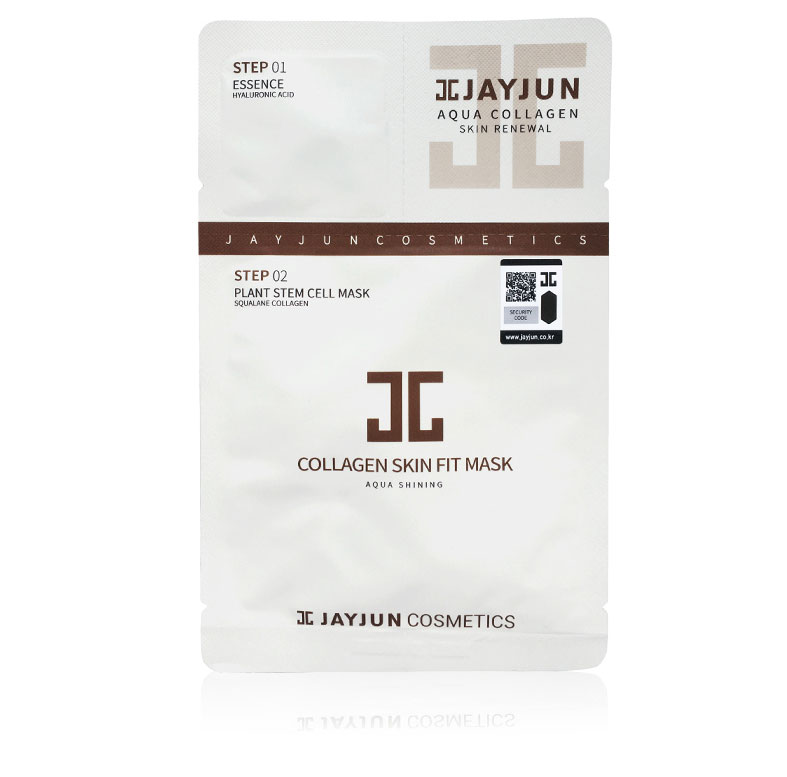 STEP 01
ESSENCE
HYALURONIC ACID
JAYJUN
AQUA COLLAGEN
SKIN RENEWAL
JAYJUNCOSMETICS
STEP 02
PLANT STEM CELL MASK
SQUALANE COLLAGEN
SECURITY
CODE
www.jayjun.co.kr
COLLAGEN SKIN FIT MASK
AQUA SHINING
JAYJUN COSMETICS